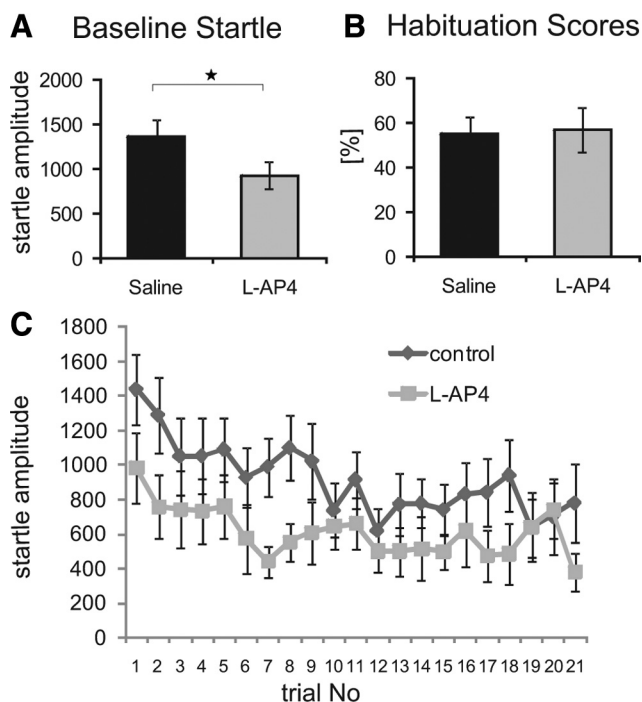 A Baseline Startle
B Habituation Scores
startle amplitude
2000
1500
1000
500
0
Saline L-AP4
[%]
80
60
40
20
0
Saline L-AP4
C
startle amplitude
1800
1600
1400
1200
1000
800
600
400
200
0
control
L-AP4
1 2 3 4 5 6 7 8 9 10 11 12 13 14 15 16 17 18 19 20 21
trial No